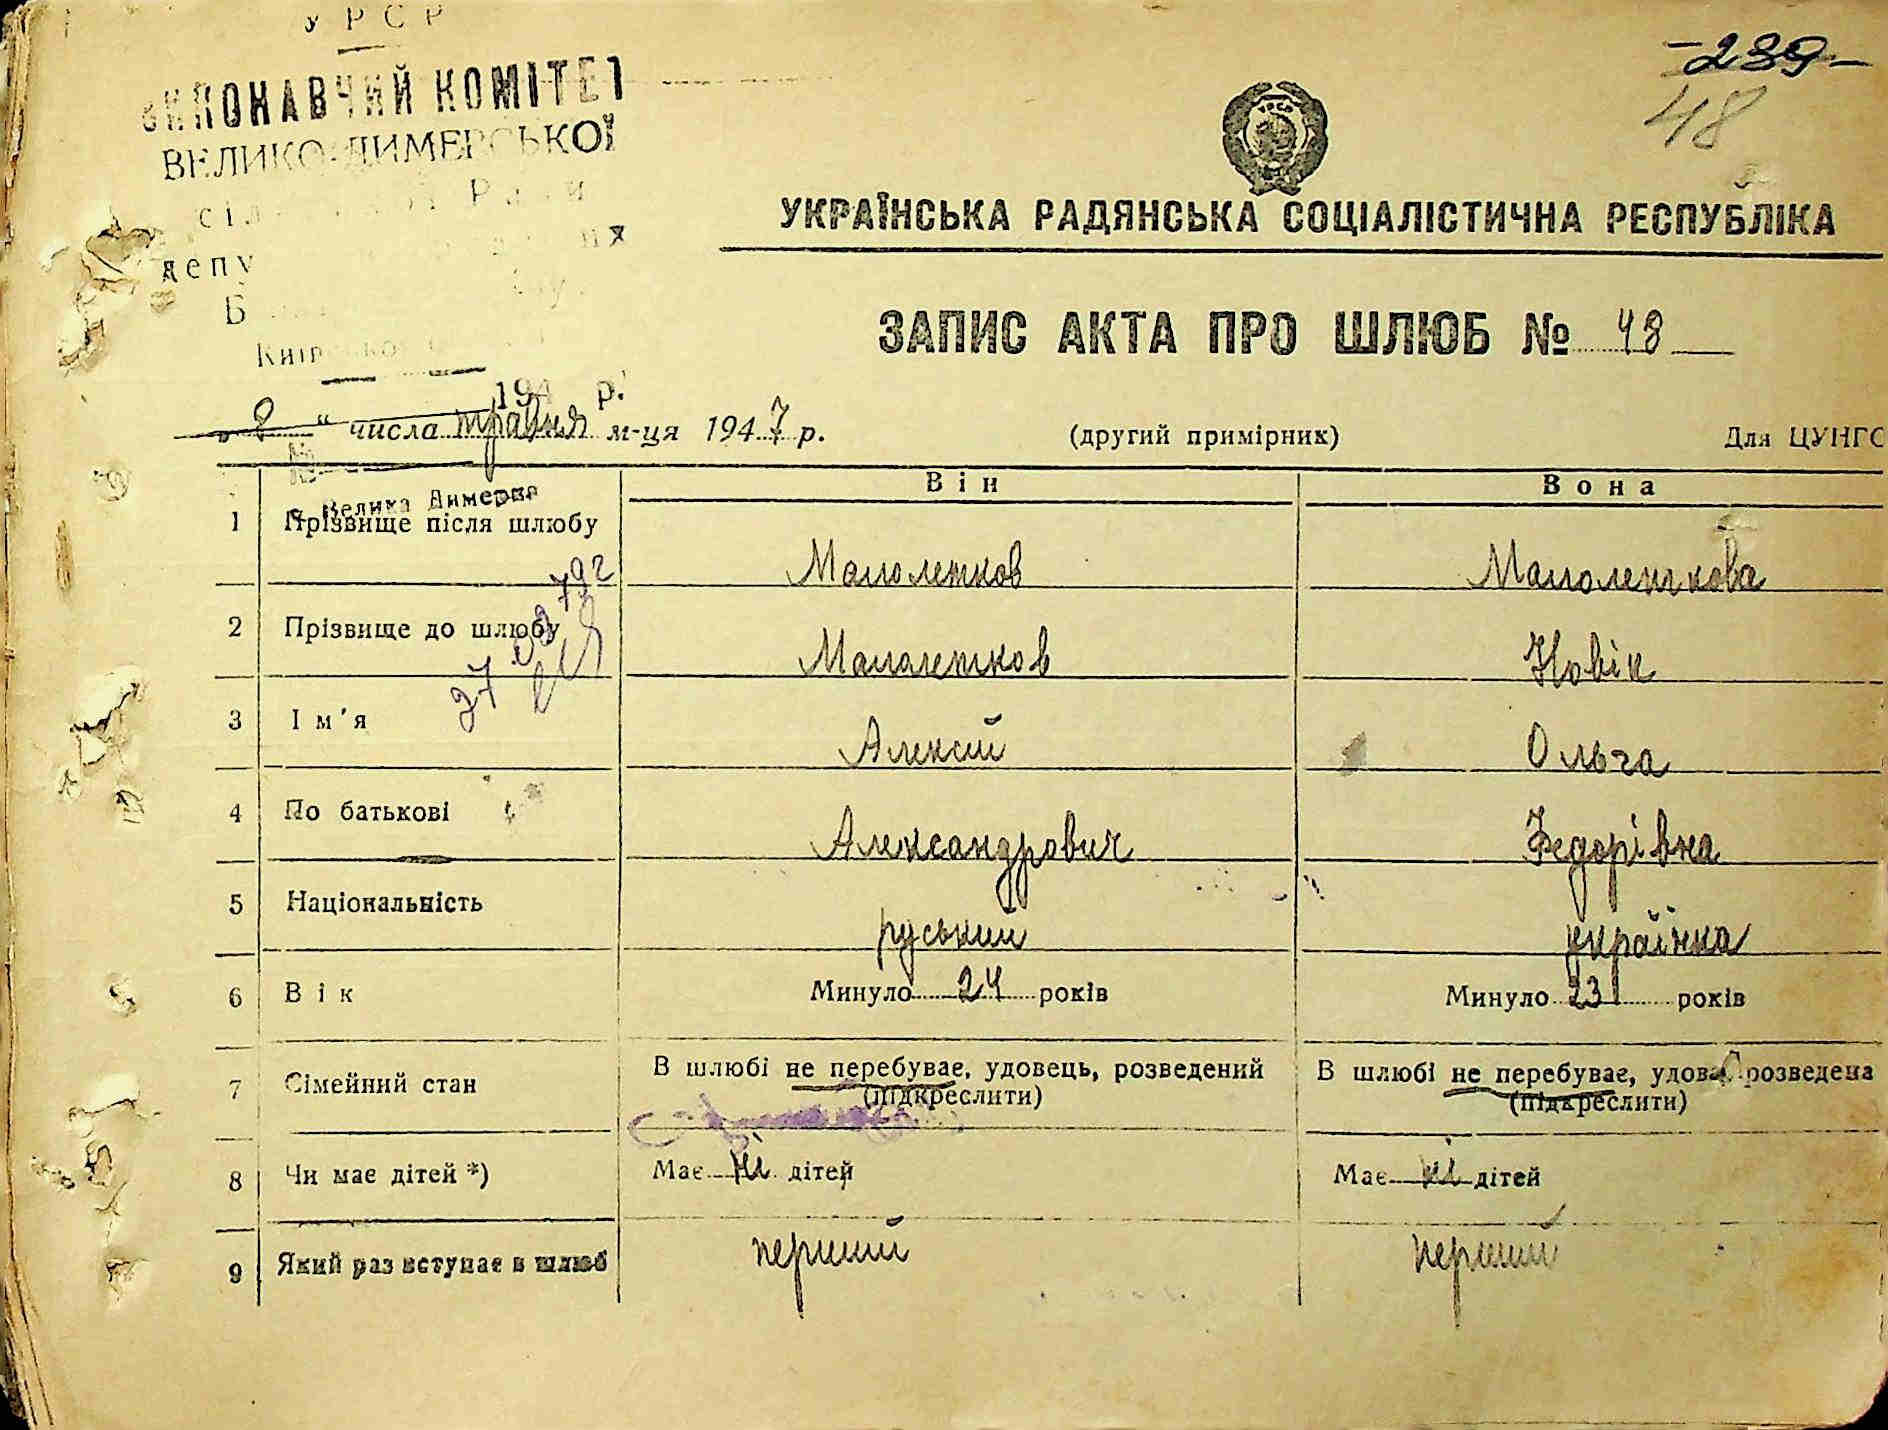 УРСР
ВИКОНАВЧИЙ КОМІТЕТ
ВЕЛИКО-ДИМЕРСЬКОЇ
Ради
депу
-239-
48
УКРАЇНСЬКА РАДЯНСЬКА СОЦІАЛІСТИЧНА РЕСПУБЛІКА
ЗАПИС АКТА ПРО ШЛЮБ № 48
194 р.
„ 8 “ числа травня м-ця 1947 р. (другий примірник) Для ЦУНГС
с. Велика Димерка
Він Вона
1 Прізвище після шлюбу Малолетков Малолеткова
2 Прізвище до шлюбу Малолетков Новік
3 Ім'я Алексій Ольга
4 По батькові Александрович Федорівна
5 Національність руський українка
6 Вік Минуло 24 років Минуло 23 років
7 Сімейний стан В шлюбі не перебуває, удовець, розведений В шлюбі не перебуває, удова, розведена
(підкреслити) (підкреслити)
8 Чи має дітей *) Має ні дітей Має ні дітей
9 Який раз вступає в шлюб перший перший